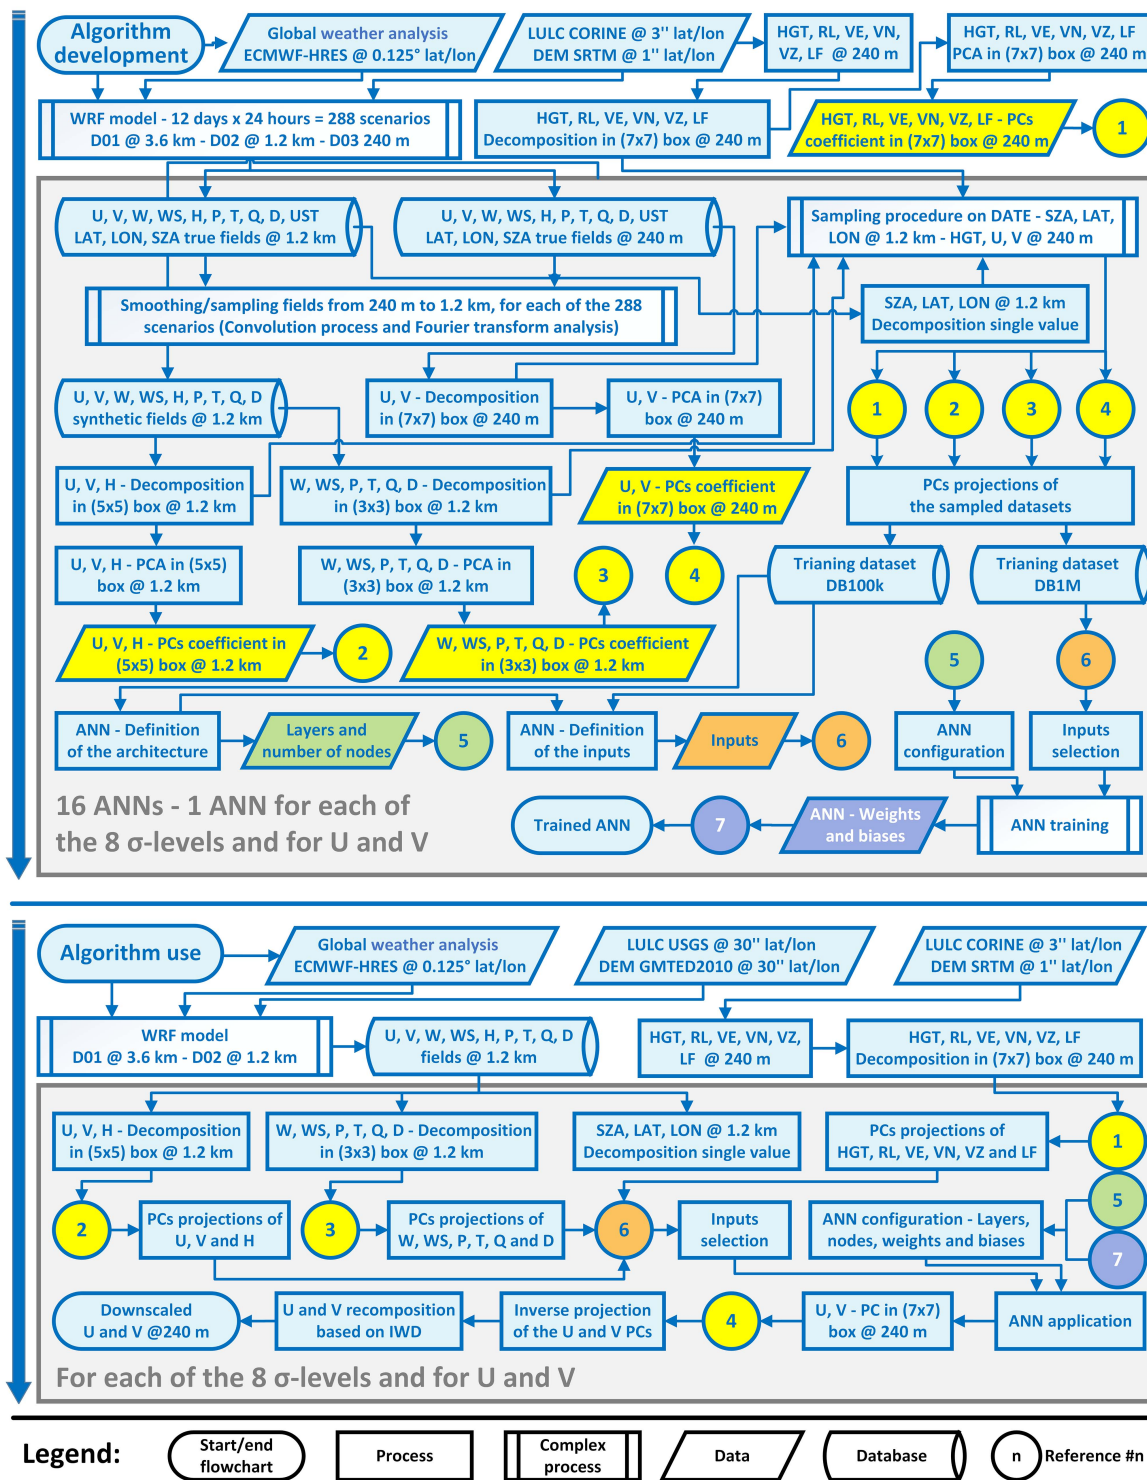 Algorithm
development
Global weather analysis
ECMWF-HRES @ 0.125° lat/lon
LULC CORINE @ 3'' lat/lon
DEM SRTM @ 1'' lat/lon
HGT, RL, VE, VN,
VZ, LF @ 240 m
HGT, RL, VE, VN, VZ, LF
PCA in (7x7) box @ 240 m
WRF model - 12 days x 24 hours = 288 scenarios
D01 @ 3.6 km - D02 @ 1.2 km - D03 240 m
HGT, RL, VE, VN, VZ, LF
Decomposition in (7x7) box @ 240 m
HGT, RL, VE, VN, VZ, LF - PCs
coefficient in (7x7) box @ 240 m
1
U, V, W, WS, H, P, T, Q, D, UST
LAT, LON, SZA true fields @ 1.2 km
U, V, W, WS, H, P, T, Q, D, UST
LAT, LON, SZA true fields @ 240 m
Sampling procedure on DATE - SZA, LAT,
LON @ 1.2 km - HGT, U, V @ 240 m
Smoothing/sampling fields from 240 m to 1.2 km, for each of the 288
scenarios (Convolution process and Fourier transform analysis)
SZA, LAT, LON @ 1.2 km
Decomposition single value
U, V, W, WS, H, P, T, Q, D
synthetic fields @ 1.2 km
U, V - Decomposition
in (7x7) box @ 240 m
U, V - PCA in (7x7)
box @ 240 m
1
2
3
4
U, V, H - Decomposition
in (5x5) box @ 1.2 km
W, WS, P, T, Q, D - Decomposition
in (3x3) box @ 1.2 km
U, V - PCs coefficient
in (7x7) box @ 240 m
PCs projections of
the sampled datasets
U, V, H - PCA in (5x5)
box @ 1.2 km
W, WS, P, T, Q, D - PCA in
(3x3) box @ 1.2 km
3
4
Trianing dataset
DB100k
Trianing dataset
DB1M
U, V, H - PCs coefficient in
(5x5) box @ 1.2 km
2
W, WS, P, T, Q, D - PCs coefficient
in (3x3) box @ 1.2 km
5
6
ANN - Definition
of the architecture
Layers and
number of nodes
5
ANN - Definition
of the inputs
Inputs
6
ANN
configuration
Inputs
selection
16 ANNs - 1 ANN for each of
the 8 σ-levels and for U and V
Trained ANN
7
ANN - Weights
and biases
ANN training
Algorithm use
Global weather analysis
ECMWF-HRES @ 0.125° lat/lon
LULC USGS @ 30'' lat/lon
DEM GMTED2010 @ 30'' lat/lon
LULC CORINE @ 3'' lat/lon
DEM SRTM @ 1'' lat/lon
WRF model
D01 @ 3.6 km - D02 @ 1.2 km
U, V, W, WS, H, P, T, Q, D
fields @ 1.2 km
HGT, RL, VE, VN, VZ,
LF @ 240 m
HGT, RL, VE, VN, VZ, LF
Decomposition in (7x7) box @ 240 m
U, V, H - Decomposition
in (5x5) box @ 1.2 km
W, WS, P, T, Q, D - Decomposition
in (3x3) box @ 1.2 km
SZA, LAT, LON @ 1.2 km
Decomposition single value
PCs projections of
HGT, RL, VE, VN, VZ and LF
1
2
PCs projections of
U, V and H
3
PCs projections of
W, WS, P, T, Q and D
6
Inputs
selection
ANN configuration - Layers,
nodes, weights and biases
5
7
Downscaled
U and V @240 m
U and V recomposition
based on IWD
Inverse projection
of the U and V PCs
4
U, V - PC in (7x7)
box @ 240 m
ANN application
For each of the 8 σ-levels and for U and V
Legend:
Start/end
flowchart
Process
Complex
process
Data
Database
n
Reference #n